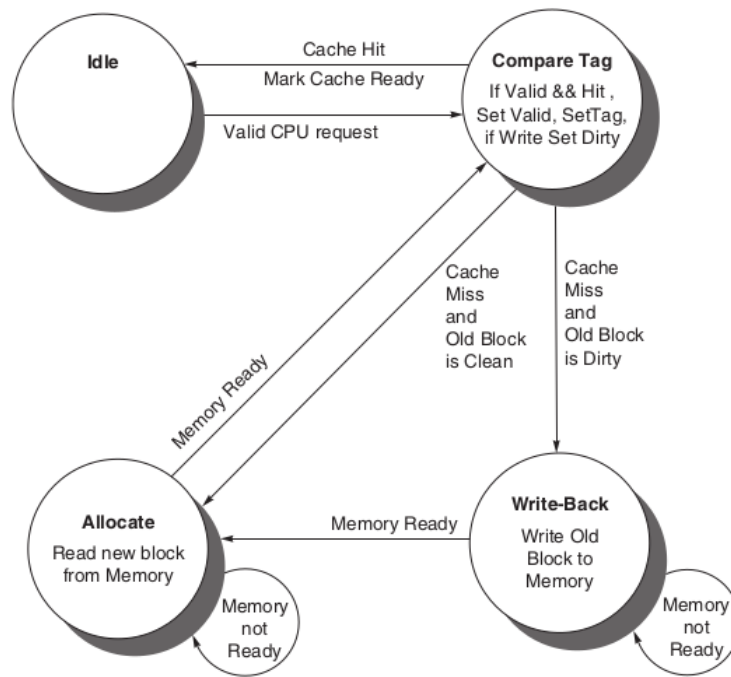 Idle
Cache Hit
Mark Cache Ready
Valid CPU request
Compare Tag
If Valid && Hit ,
Set Valid, SetTag,
if Write Set Dirty
Cache
Miss
and
Old Block
is Clean
Cache
Miss
and
Old Block
is Dirty
Memory Ready
Allocate
Read new block
from Memory
Memory
not
Ready
Memory Ready
Write-Back
Write Old
Block to
Memory
Memory
not
Ready